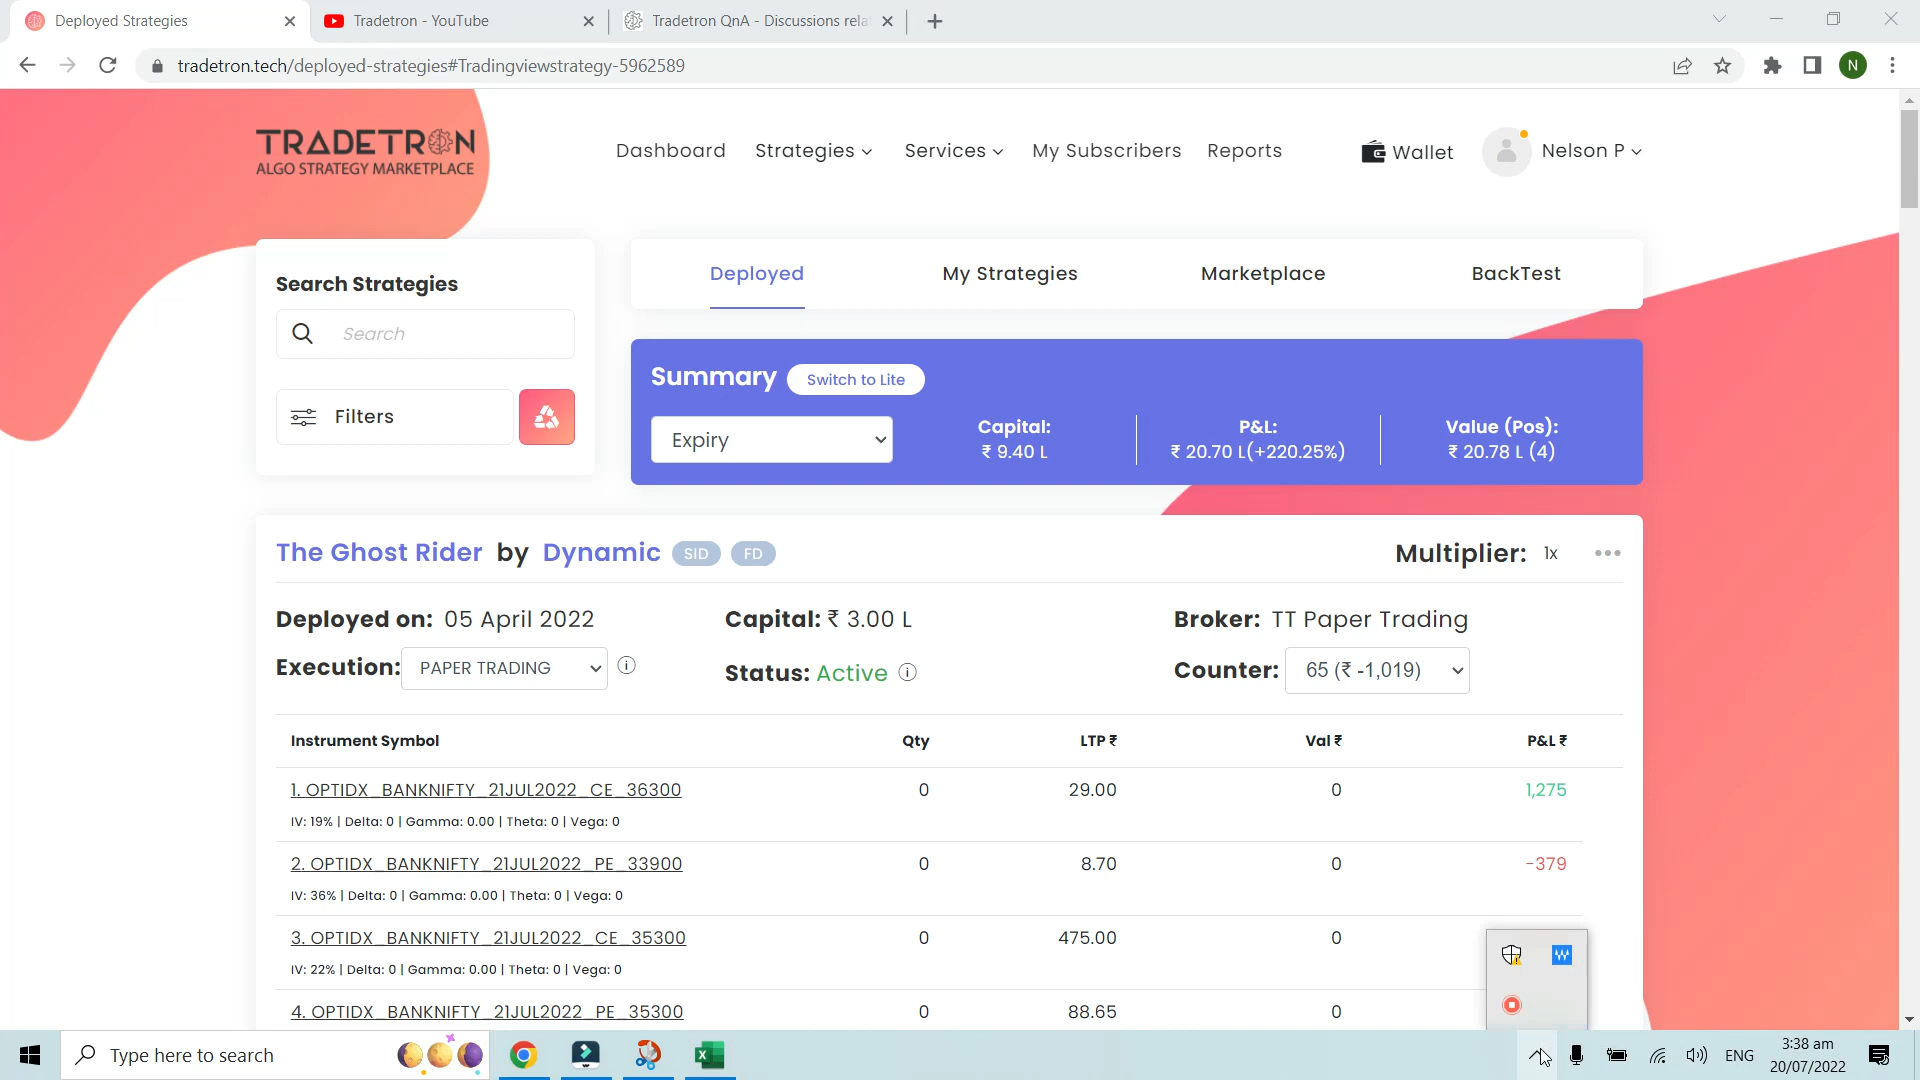 Deployed Strategies
Tradetron - YouTube
Tradetron QnA - Discussions rela
tradetron.tech/deployed-strategies#Tradingviewstrategy-5962589
N
TRADETRON
ALGO STRATEGY MARKETPLACE
Dashboard
Strategies
Services
My Subscribers
Reports
Wallet
Nelson P
Search Strategies
Search
Filters
Deployed
My Strategies
Marketplace
BackTest
Summary
Switch to Lite
Expiry
Capital:
₹ 9.40 L
P&L:
₹ 20.70 L(+220.25%)
Value (Pos):
₹ 20.78 L (4)
The Ghost Rider by Dynamic SID FD
Multiplier: 1x
Deployed on: 05 April 2022
Capital: ₹ 3.00 L
Broker: TT Paper Trading
Execution: PAPER TRADING
Status: Active
Counter: 65 (₹ -1,019)
Instrument Symbol Qty LTP ₹ Val ₹ P&L ₹
1. OPTIDX_BANKNIFTY_21JUL2022_CE_36300 0 29.00 0 1,275
IV: 19% | Delta: 0 | Gamma: 0.00 | Theta: 0 | Vega: 0
2. OPTIDX_BANKNIFTY_21JUL2022_PE_33900 0 8.70 0 -379
IV: 36% | Delta: 0 | Gamma: 0.00 | Theta: 0 | Vega: 0
3. OPTIDX_BANKNIFTY_21JUL2022_CE_35300 0 475.00 0
IV: 22% | Delta: 0 | Gamma: 0.00 | Theta: 0 | Vega: 0
4. OPTIDX_BANKNIFTY_21JUL2022_PE_35300 0 88.65 0
Type here to search
ENG
3:38 am
20/07/2022